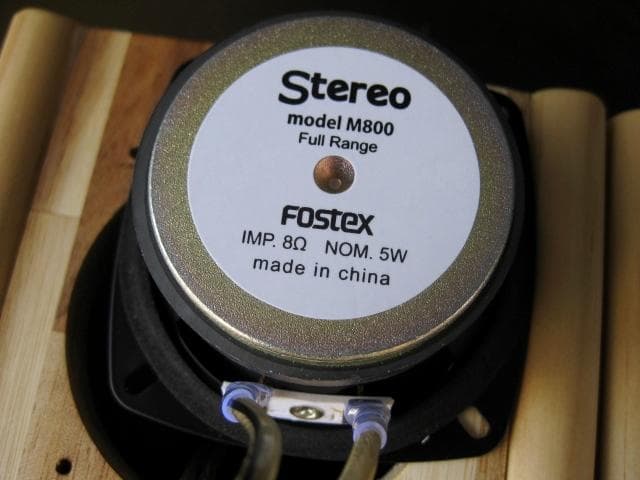 Stereo
model M800
Full Range
FOSTEX
IMP. 8Ω NOM. 5W
made in china